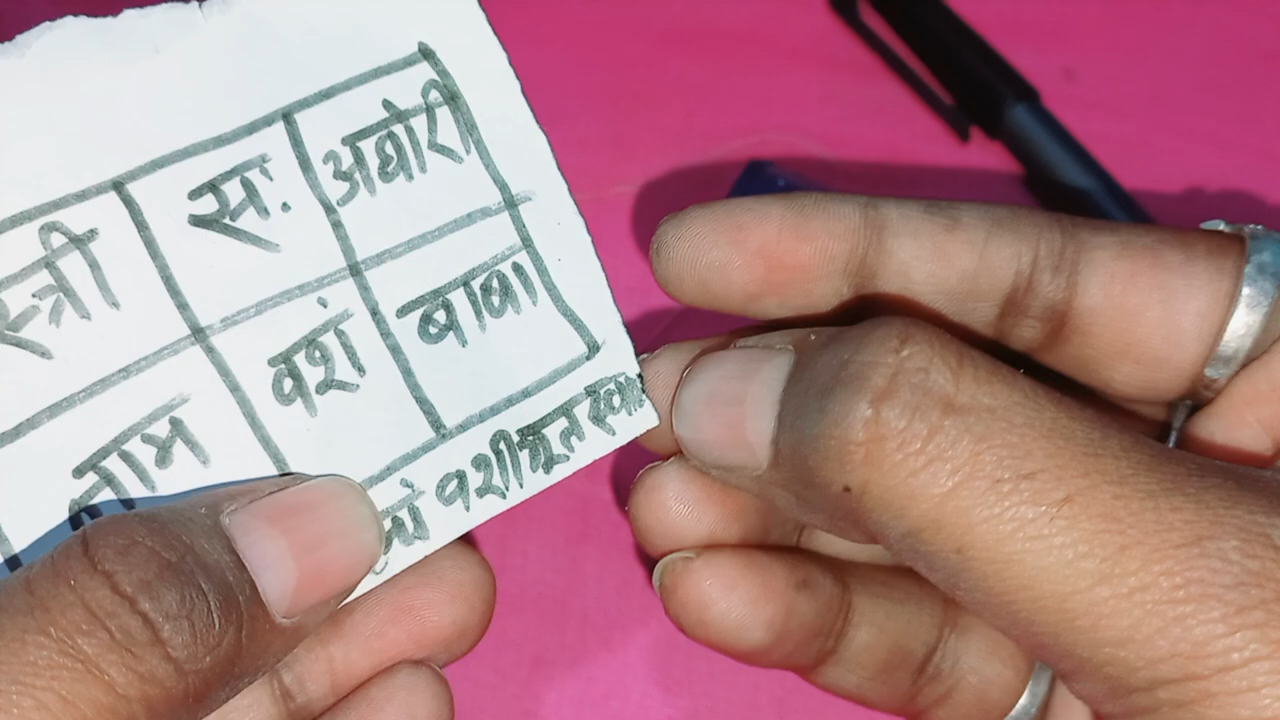 स्त्री सः अघोरी
नाम वशं बाबा
वशीभूत स्वाहा